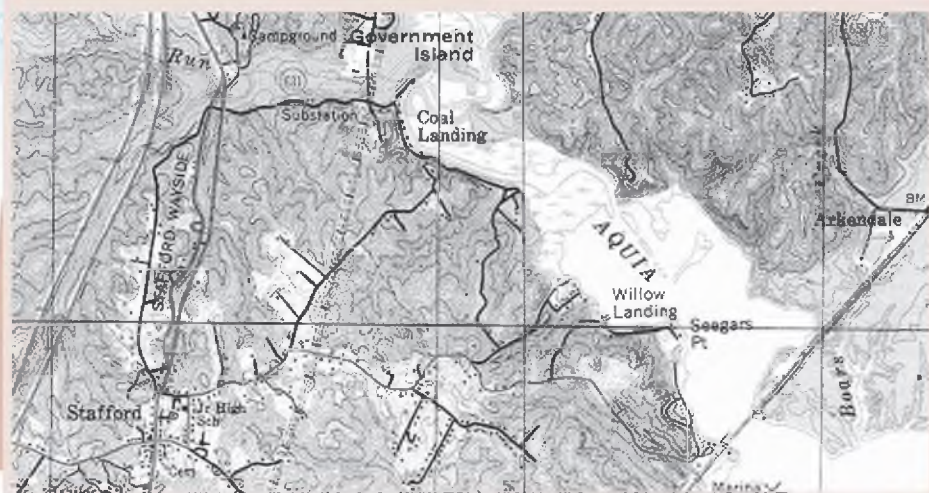 Campground
Government
Island
Run
Substation
Coal
Landing
STAFFORD WAYSIDE
AQUIA
Arkendale
BM
Willow
Landing
Seegars
Pt
Stafford
Jr High
Sch
Cem
Marina